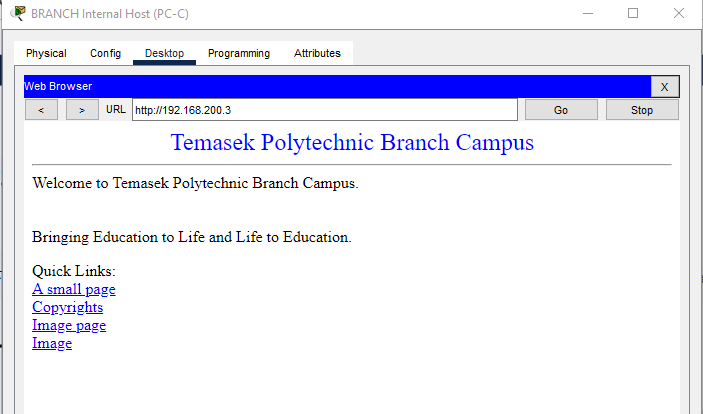 BRANCH Internal Host (PC-C)
Physical Config Desktop Programming Attributes
Web Browser X
< > URL http://192.168.200.3 Go Stop
Temasek Polytechnic Branch Campus
Welcome to Temasek Polytechnic Branch Campus.
Bringing Education to Life and Life to Education.
Quick Links:
A small page
Copyrights
Image page
Image